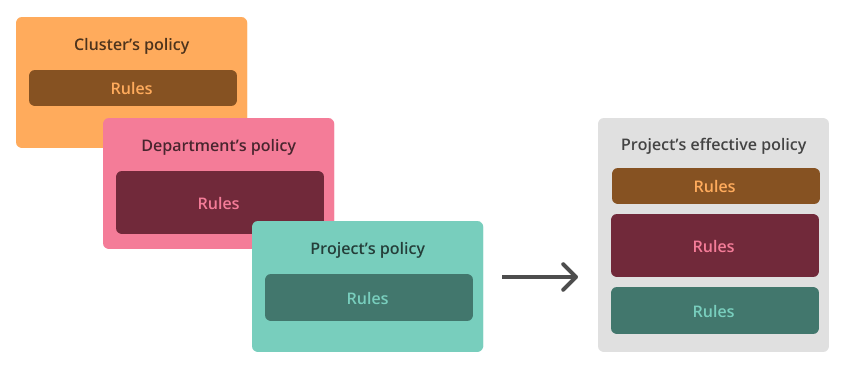 Cluster’s policy
Rules
Department’s policy
Rules
Project’s policy
Rules
Project’s effective policy
Rules
Rules
Rules